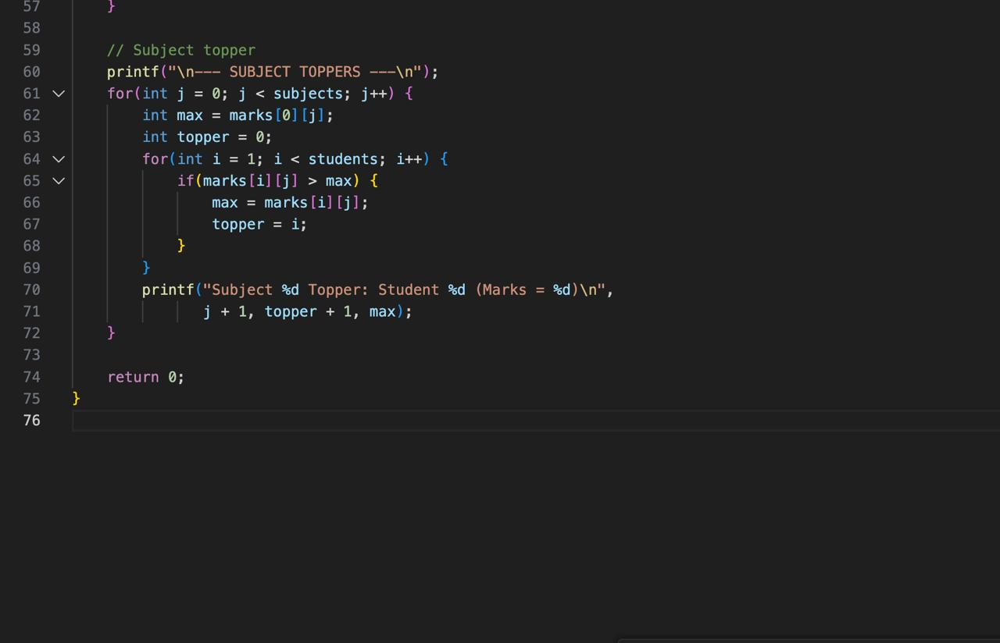 57 }
58
59 // Subject topper
60 printf("\n--- SUBJECT TOPPERS ---\n");
61 for(int j = 0; j < subjects; j++) {
62 int max = marks[0][j];
63 int topper = 0;
64 for(int i = 1; i < students; i++) {
65 if(marks[i][j] > max) {
66 max = marks[i][j];
67 topper = i;
68 }
69 }
70 printf("Subject %d Topper: Student %d (Marks = %d)\n",
71 j + 1, topper + 1, max);
72 }
73
74 return 0;
75 }
76